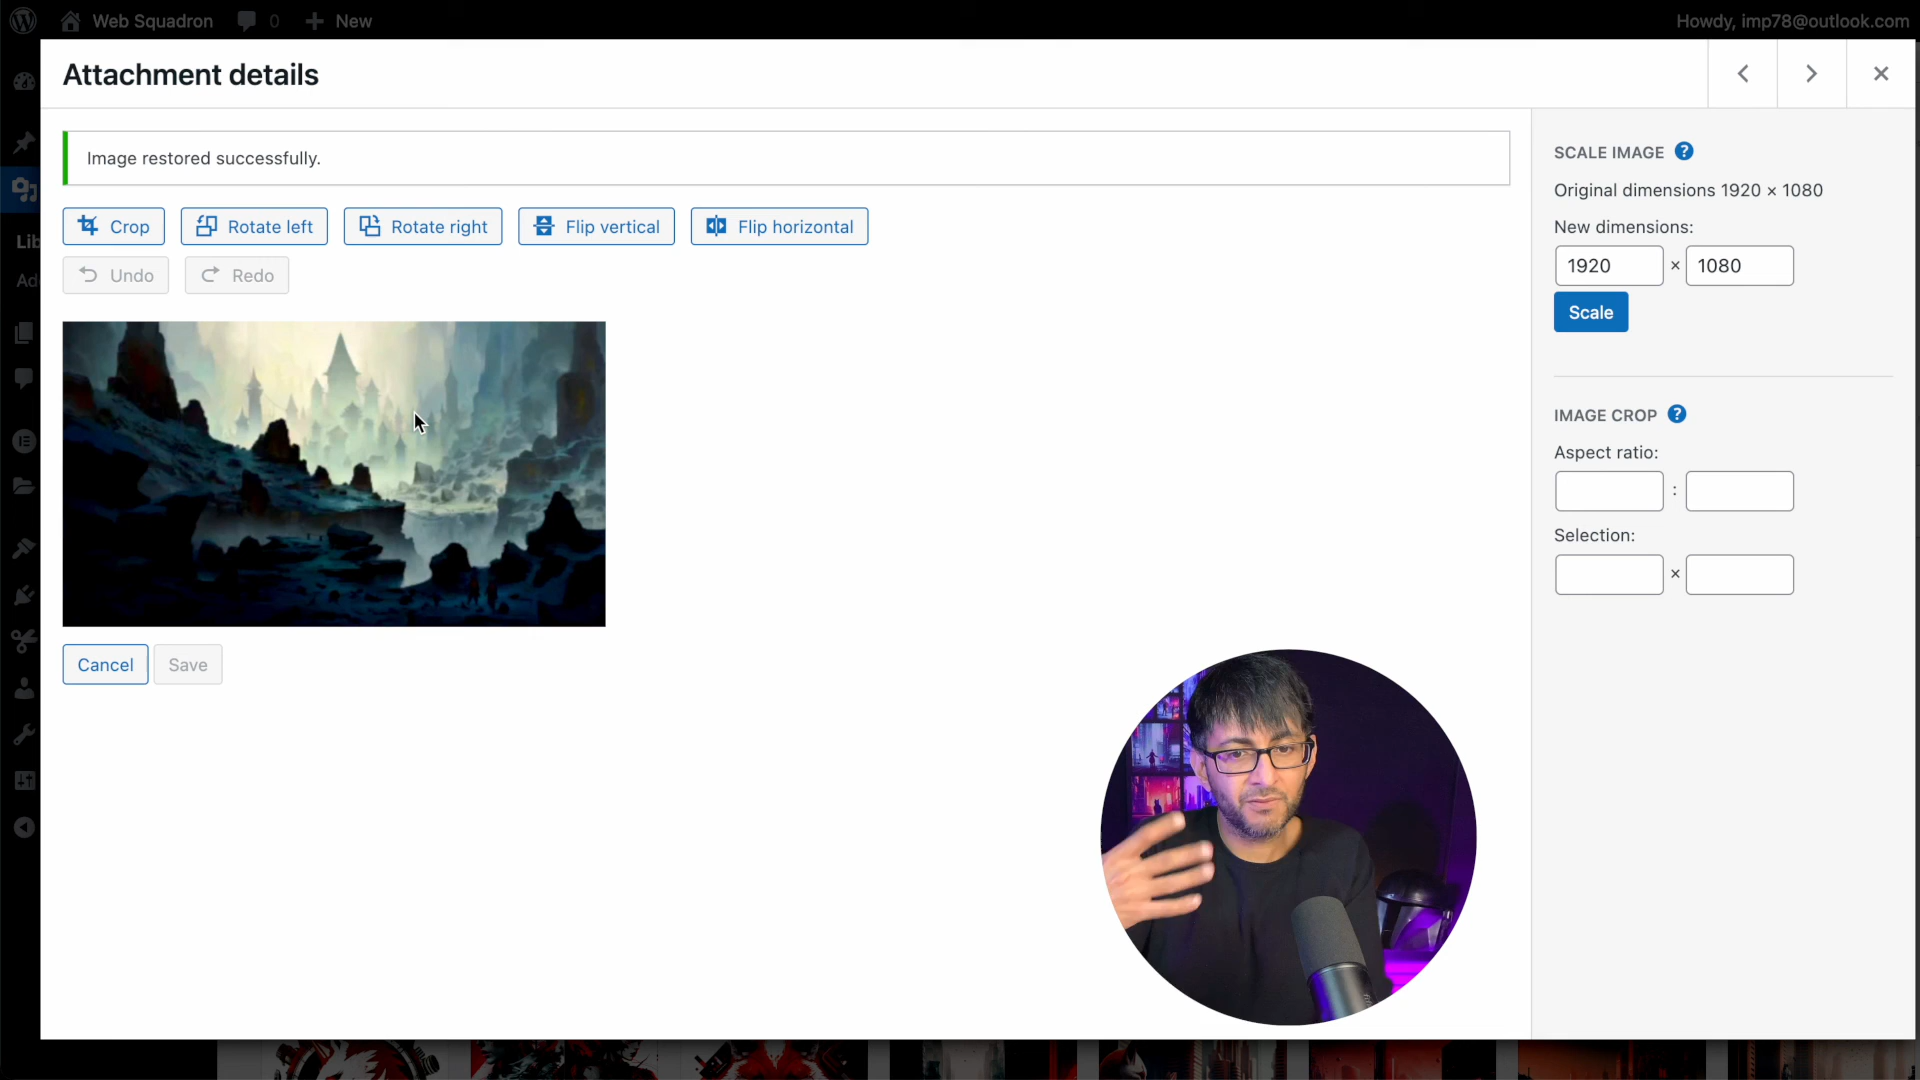 Web Squadron
0
New
Howdy, imp78@outlook.com
Attachment details
Image restored successfully.
Crop
Rotate left
Rotate right
Flip vertical
Flip horizontal
Undo
Redo
Cancel
Save
SCALE IMAGE ?
Original dimensions 1920 × 1080
New dimensions:
1920 × 1080
Scale
IMAGE CROP ?
Aspect ratio:
:
Selection:
×
Lib
Ad